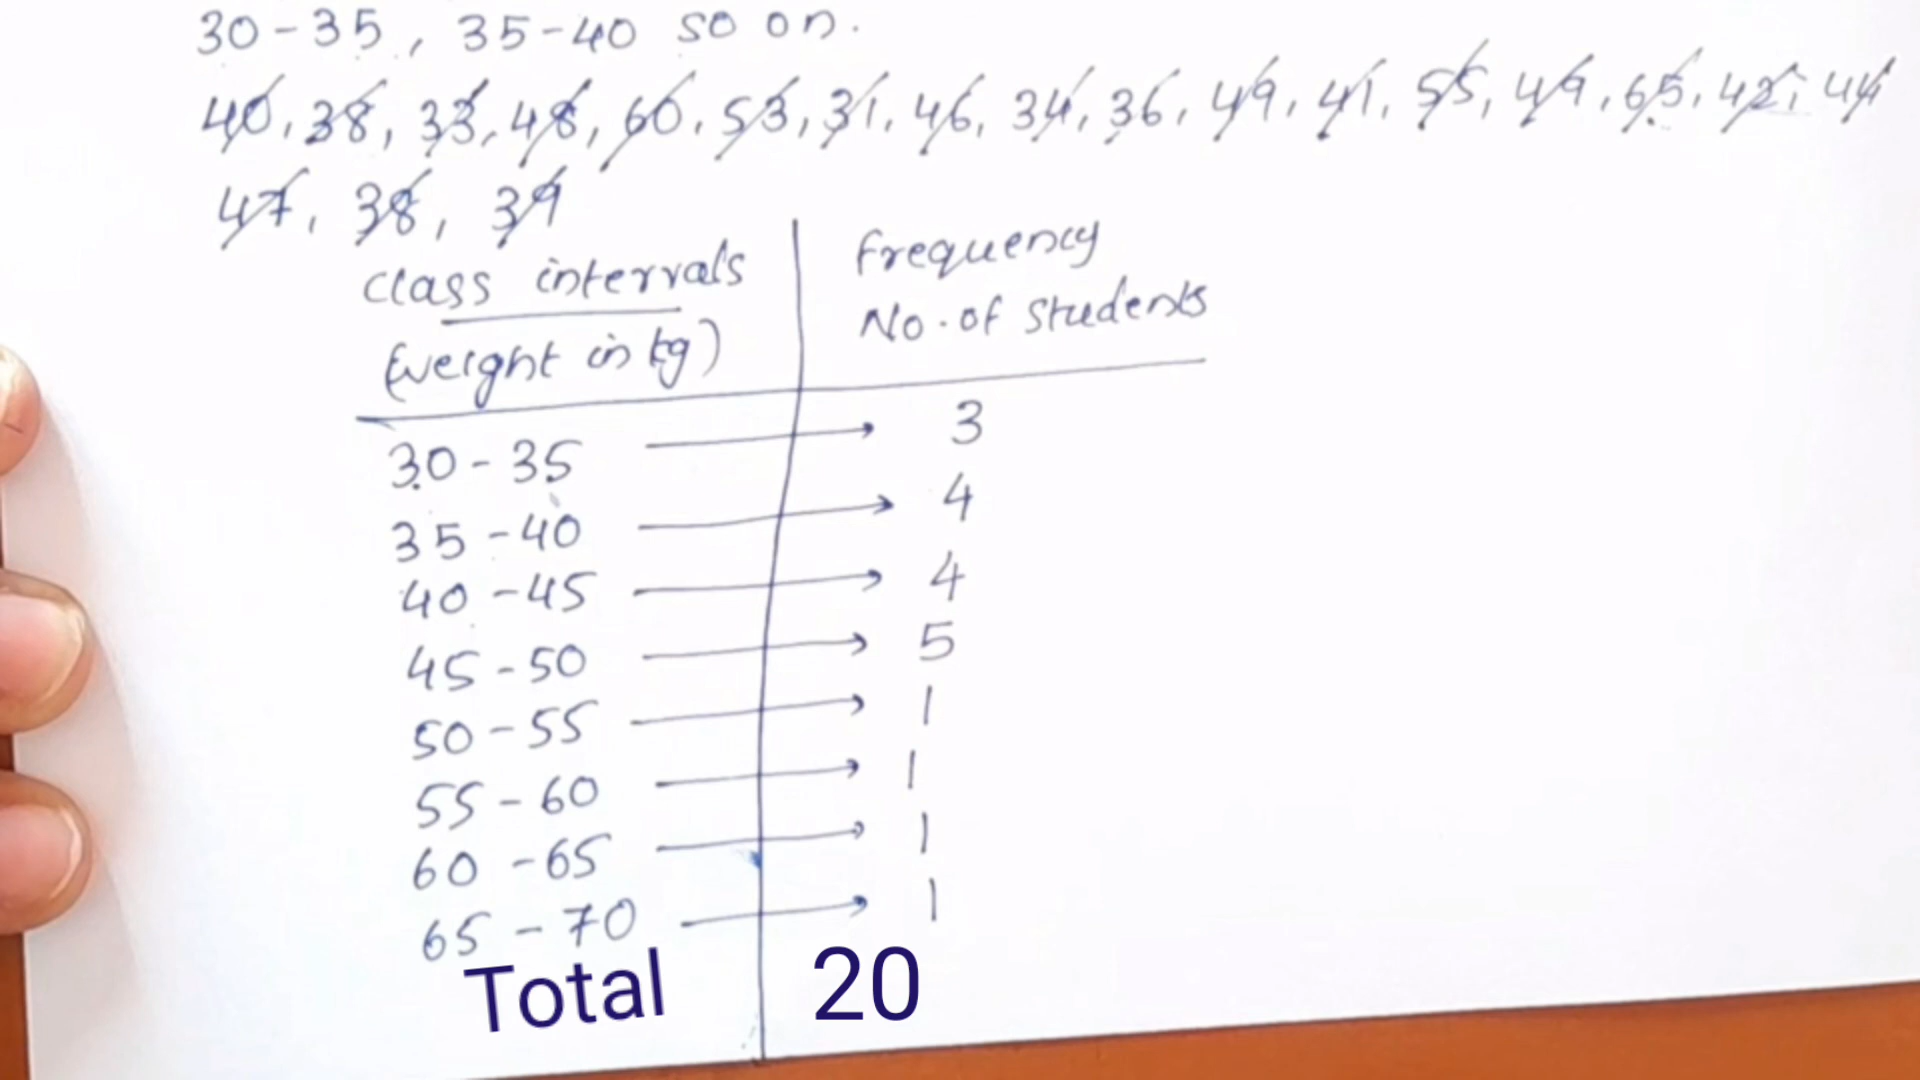 30-35, 35-40 so on.
40, 38, 33, 48, 60, 53, 31, 46, 34, 36, 49, 41, 55, 49, 65, 42, 44
47, 38, 39
class intervals
(weight in kg)
frequency
No. of students
30-35 → 3
35-40 → 4
40-45 → 4
45-50 → 5
50-55 → 1
55-60 → 1
60-65 → 1
65-70 → 1
Total 20